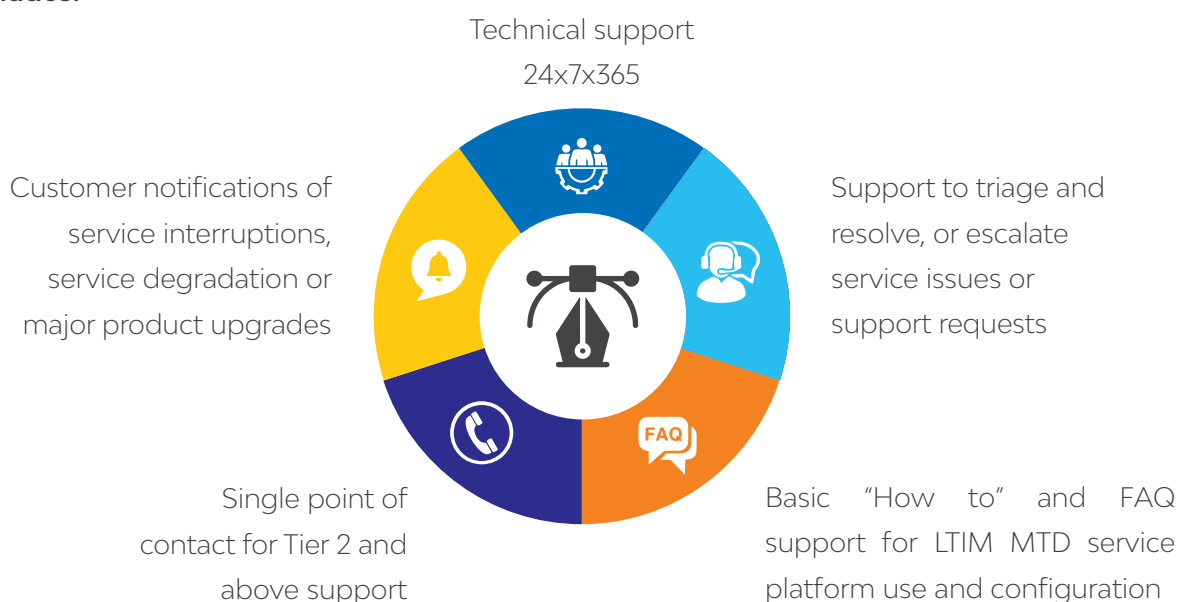 Technical support
24x7x365
Customer notifications of
service interruptions,
service degradation or
major product upgrades
Support to triage and
resolve, or escalate
service issues or
support requests
FAQ
Single point of
contact for Tier 2 and
above support
Basic “How to” and FAQ
support for LTIM MTD service
platform use and configuration